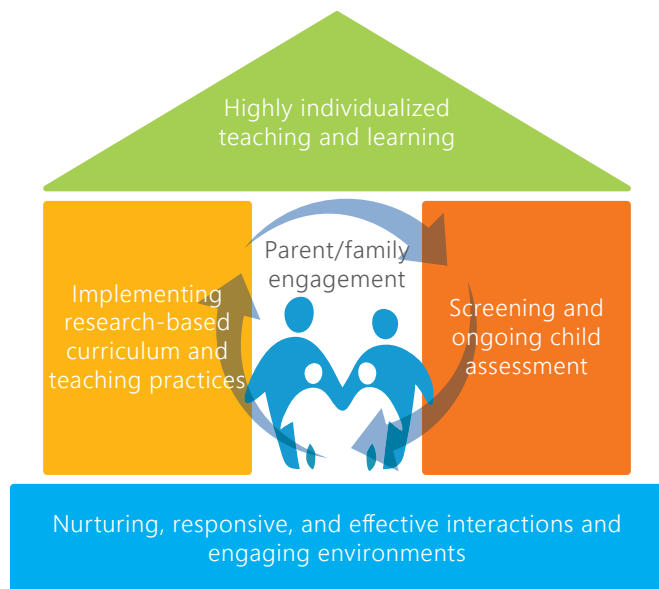 Highly individualized
teaching and learning
Parent/family
engagement
Implementing
research-based
curriculum and
teaching practices
Screening and
ongoing child
assessment
Nurturing, responsive, and effective interactions and
engaging environments